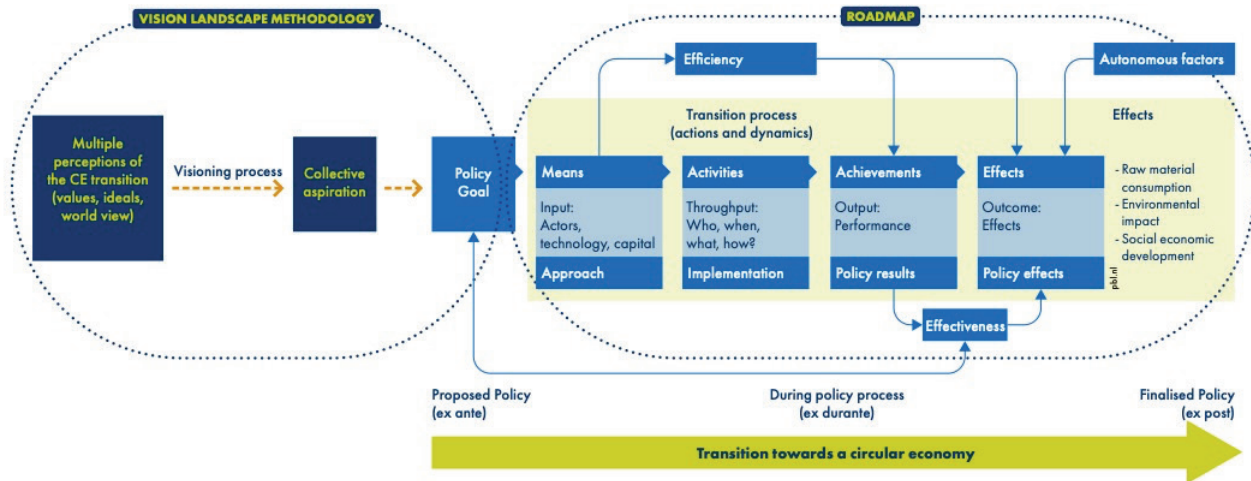 VISION LANDSCAPE METHODOLOGY
ROADMAP
Efficiency
Autonomous factors
Transition process
(actions and dynamics)
Effects
Multiple
perceptions of
the CE transition
(values, ideals,
world view)
Visioning process
Collective
aspiration
Policy
Goal
Means
Input:
Actors,
technology, capital
Approach
Activities
Throughput:
Who, when,
what, how?
Implementation
Achievements
Output:
Performance
Policy results
Effects
Outcome:
Effects
Policy effects
- Raw material
consumption
- Environmental
impact
- Social economic
development
pbl.nl
Effectiveness
Proposed Policy
(ex ante)
During policy process
(ex durante)
Finalised Policy
(ex post)
Transition towards a circular economy